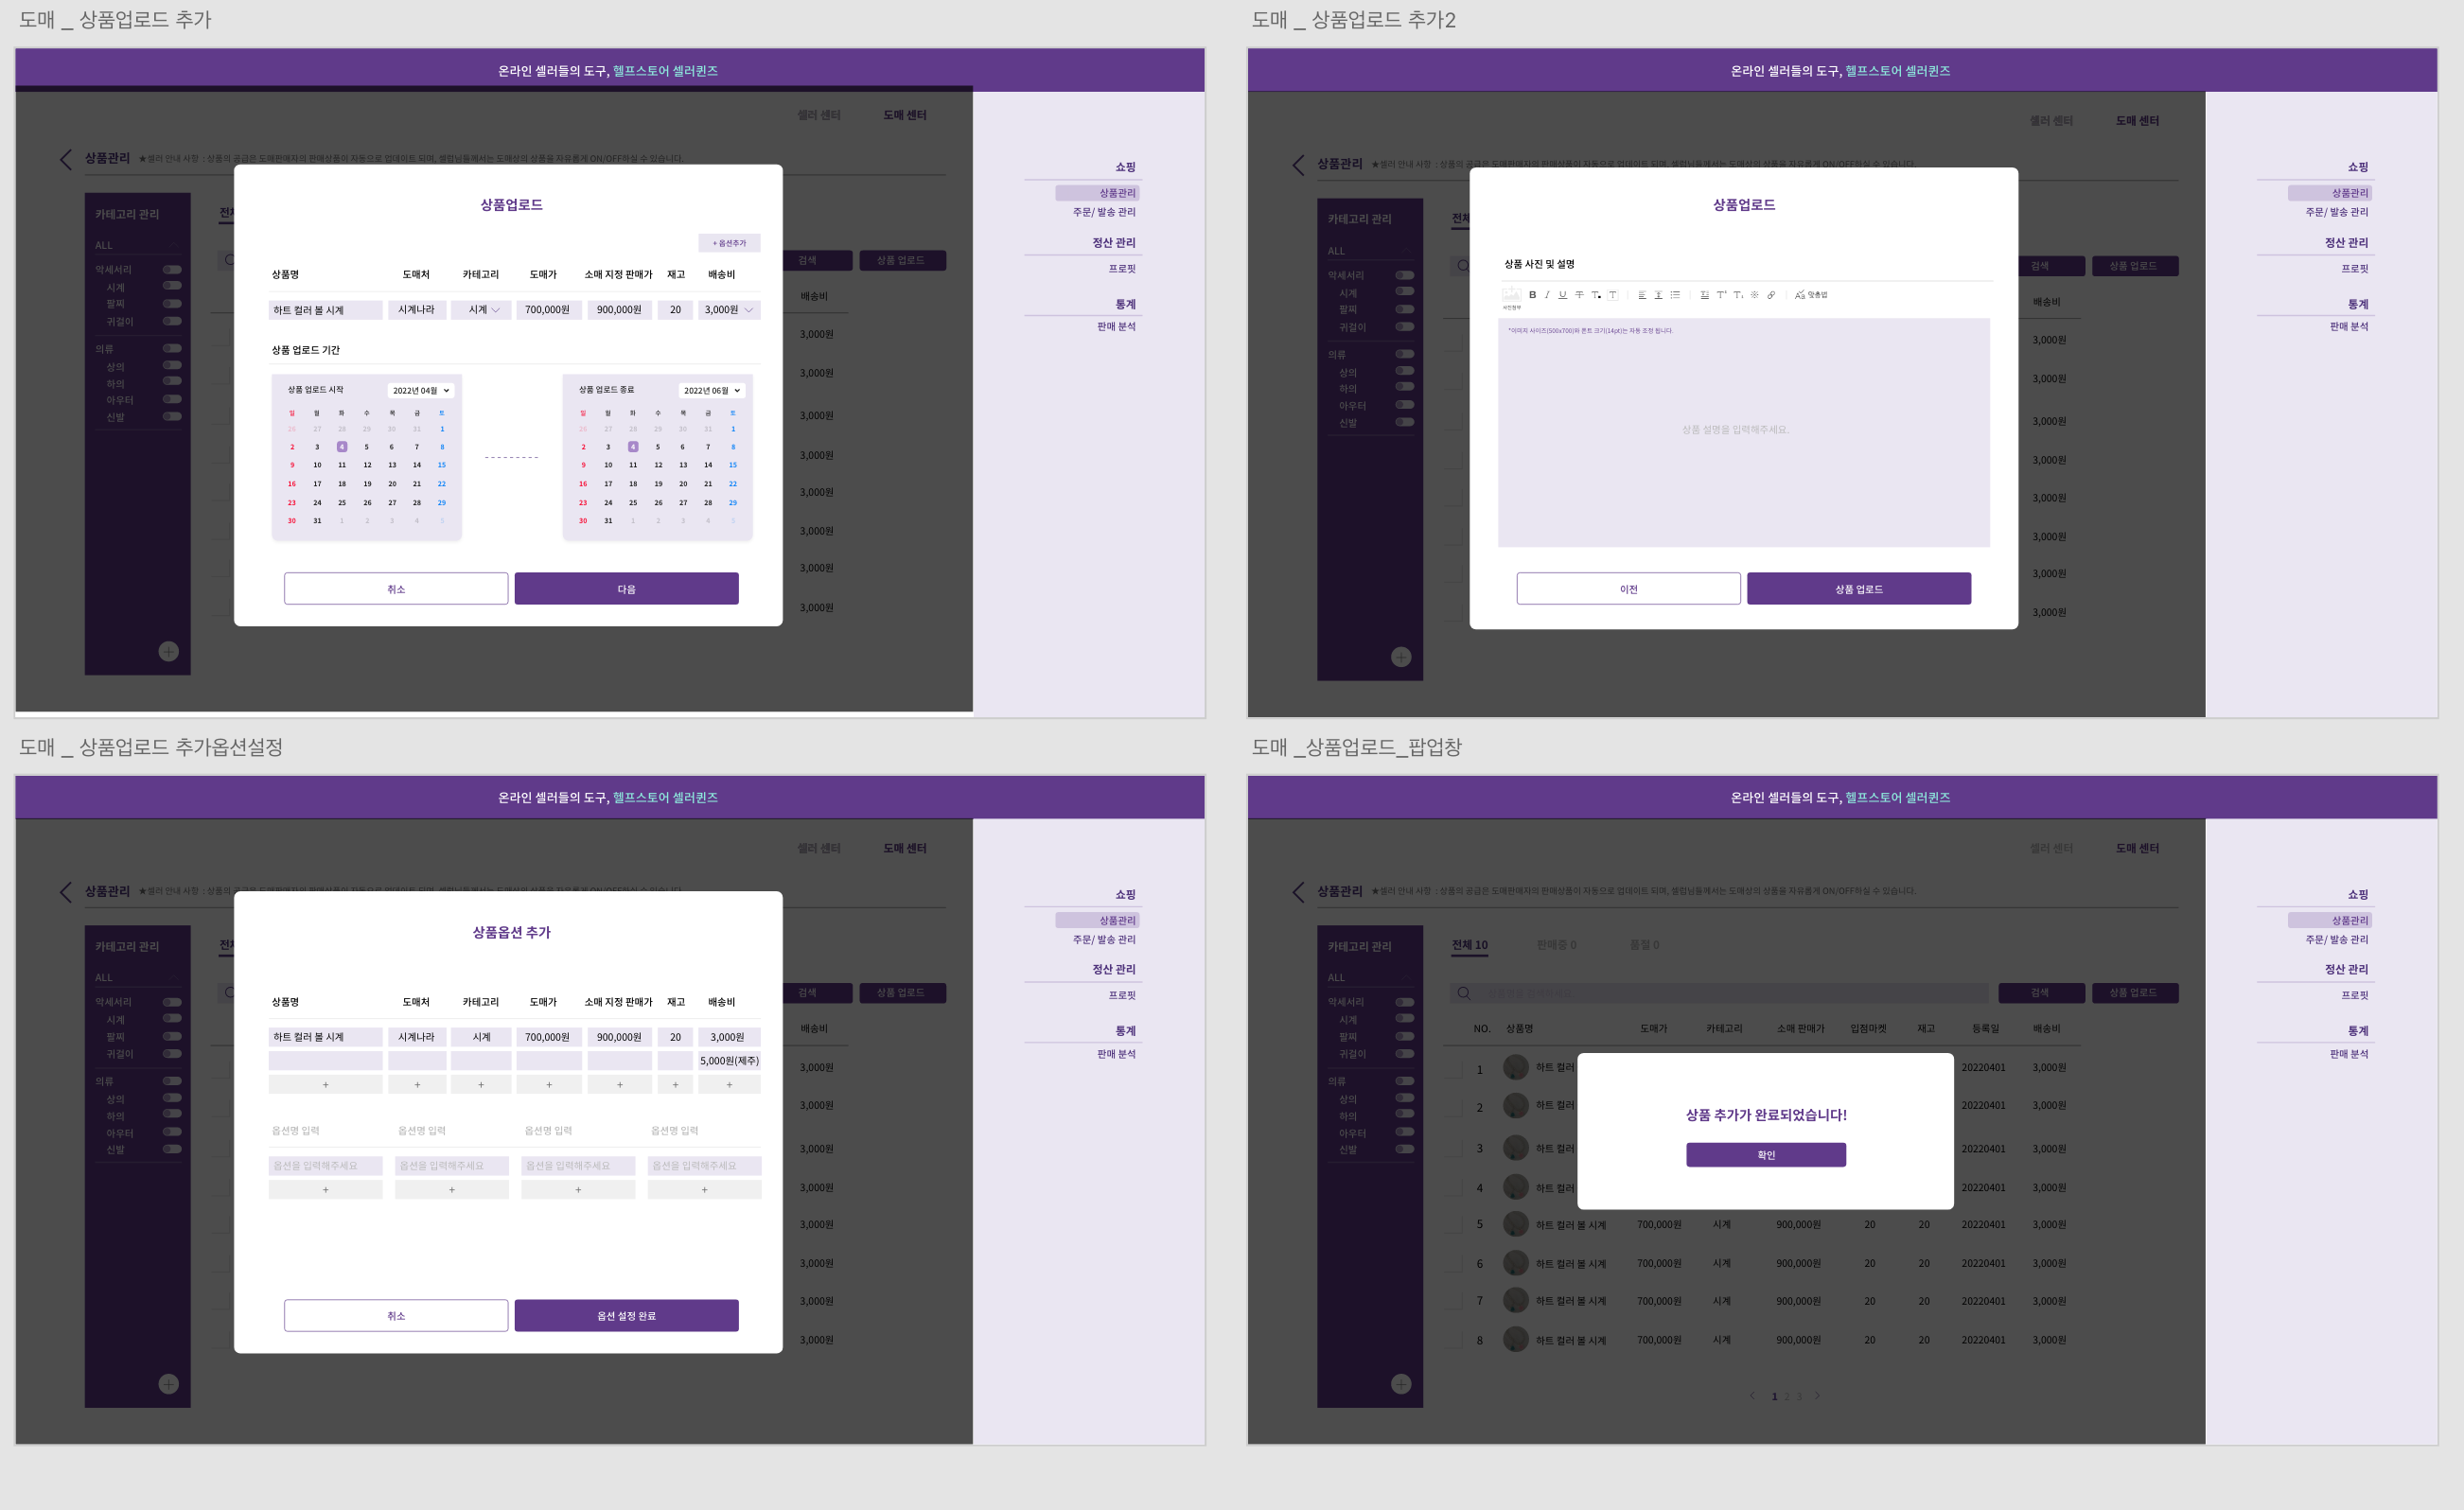 도매 _ 상품업로드 추가
온라인 셀러들의 도구, 헬프스토어 셀러퀸즈
셀러 센터 도매 센터
상품관리 ★셀러 안내 사항 : 상품의 공급은 도매판매자의 판매상품이 자동으로 업데이트 되며, 셀럽님들께서는 도매상의 상품을 자유롭게 ON/OFF하실 수 있습니다.
카테고리 관리
ALL
악세서리
시계
팔찌
귀걸이
의류
상의
하의
아우터
신발
전체
검색 상품 업로드
배송비
3,000원
3,000원
3,000원
3,000원
3,000원
3,000원
3,000원
3,000원
상품업로드
+ 옵션추가
상품명 도매처 카테고리 도매가 소매 지정 판매가 재고 배송비
하트 컬러 볼 시계 시계나라 시계 700,000원 900,000원 20 3,000원
상품 업로드 기간
상품 업로드 시작 2022년 04월
일 월 화 수 목 금 토
26 27 28 29 30 31 1
2 3 4 5 6 7 8
9 10 11 12 13 14 15
16 17 18 19 20 21 22
23 24 25 26 27 28 29
30 31 1 2 3 4 5
상품 업로드 종료 2022년 06월
일 월 화 수 목 금 토
26 27 28 29 30 31 1
2 3 4 5 6 7 8
9 10 11 12 13 14 15
16 17 18 19 20 21 22
23 24 25 26 27 28 29
30 31 1 2 3 4 5
취소 다음
쇼핑
상품관리
주문/ 발송 관리
정산 관리
프로핏
통계
판매 분석
도매 _ 상품업로드 추가2
온라인 셀러들의 도구, 헬프스토어 셀러퀸즈
셀러 센터 도매 센터
상품관리 ★셀러 안내 사항 : 상품의 공급은 도매판매자의 판매상품이 자동으로 업데이트 되며, 셀럽님들께서는 도매상의 상품을 자유롭게 ON/OFF하실 수 있습니다.
카테고리 관리
ALL
악세서리
시계
팔찌
귀걸이
의류
상의
하의
아우터
신발
전체
검색 상품 업로드
배송비
3,000원
3,000원
3,000원
3,000원
3,000원
3,000원
3,000원
3,000원
상품업로드
상품 사진 및 설명
사진첨부
맞춤법
*이미지 사이즈(500x700)와 폰트 크기(14pt)는 자동 조정 됩니다.
상품 설명을 입력해주세요.
이전 상품 업로드
쇼핑
상품관리
주문/ 발송 관리
정산 관리
프로핏
통계
판매 분석
도매 _ 상품업로드 추가옵션설정
온라인 셀러들의 도구, 헬프스토어 셀러퀸즈
셀러 센터 도매 센터
상품관리 ★셀러 안내 사항 : 상품의 공급은 도매판매자의 판매상품이 자동으로 업데이트 되며, 셀럽님들께서는 도매상의 상품을 자유롭게 ON/OFF하실 수 있습니다.
카테고리 관리
ALL
악세서리
시계
팔찌
귀걸이
의류
상의
하의
아우터
신발
전체
검색 상품 업로드
배송비
3,000원
3,000원
3,000원
3,000원
3,000원
3,000원
3,000원
3,000원
상품옵션 추가
상품명 도매처 카테고리 도매가 소매 지정 판매가 재고 배송비
하트 컬러 볼 시계 시계나라 시계 700,000원 900,000원 20 3,000원
5,000원(제주)
+ + + + + + +
옵션명 입력 옵션명 입력 옵션명 입력 옵션명 입력
옵션을 입력해주세요 옵션을 입력해주세요 옵션을 입력해주세요 옵션을 입력해주세요
+ + + +
취소 옵션 설정 완료
쇼핑
상품관리
주문/ 발송 관리
정산 관리
프로핏
통계
판매 분석
도매 _상품업로드_팝업창
온라인 셀러들의 도구, 헬프스토어 셀러퀸즈
셀러 센터 도매 센터
상품관리 ★셀러 안내 사항 : 상품의 공급은 도매판매자의 판매상품이 자동으로 업데이트 되며, 셀럽님들께서는 도매상의 상품을 자유롭게 ON/OFF하실 수 있습니다.
카테고리 관리
ALL
악세서리
시계
팔찌
귀걸이
의류
상의
하의
아우터
신발
전체 10 판매중 0 품절 0
검색 상품 업로드
NO. 상품명 도매가 카테고리 소매 판매가 입점마켓 재고 등록일 배송비
1 하트 컬러 20220401 3,000원
2 하트 컬러 20220401 3,000원
3 하트 컬러 20220401 3,000원
4 하트 컬러 20220401 3,000원
5 하트 컬러 볼 시계 700,000원 시계 900,000원 20 20 20220401 3,000원
6 하트 컬러 볼 시계 700,000원 시계 900,000원 20 20 20220401 3,000원
7 하트 컬러 볼 시계 700,000원 시계 900,000원 20 20 20220401 3,000원
8 하트 컬러 볼 시계 700,000원 시계 900,000원 20 20 20220401 3,000원
< 1 2 3 >
상품 추가가 완료되었습니다!
확인
쇼핑
상품관리
주문/ 발송 관리
정산 관리
프로핏
통계
판매 분석